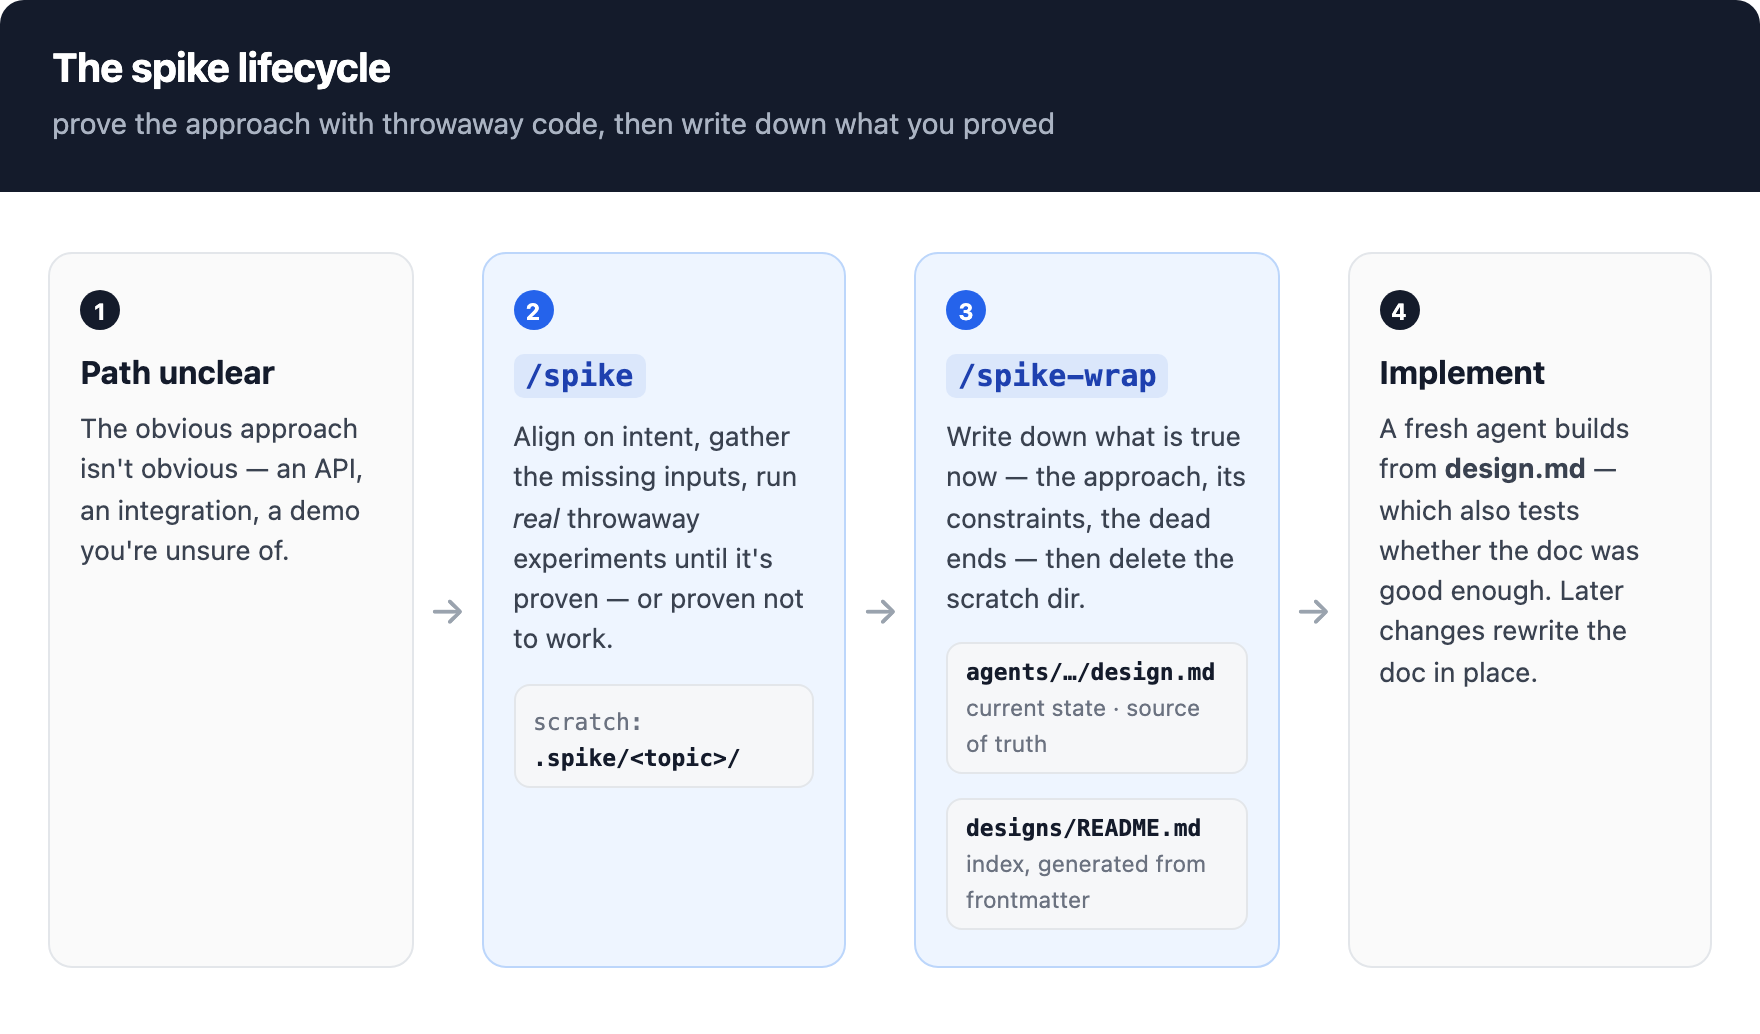 The spike lifecycle
prove the approach with throwaway code, then write down what you proved
1
Path unclear
The obvious approach
isn't obvious — an API,
an integration, a demo
you're unsure of.
→
2
/spike
Align on intent, gather
the missing inputs, run
real throwaway
experiments until it's
proven — or proven not
to work.
scratch:
.spike/<topic>/
→
3
/spike-wrap
Write down what is true
now — the approach, its
constraints, the dead
ends — then delete the
scratch dir.
agents/…/design.md
current state · source
of truth
designs/README.md
index, generated from
frontmatter
→
4
Implement
A fresh agent builds
from design.md —
which also tests
whether the doc was
good enough. Later
changes rewrite the
doc in place.